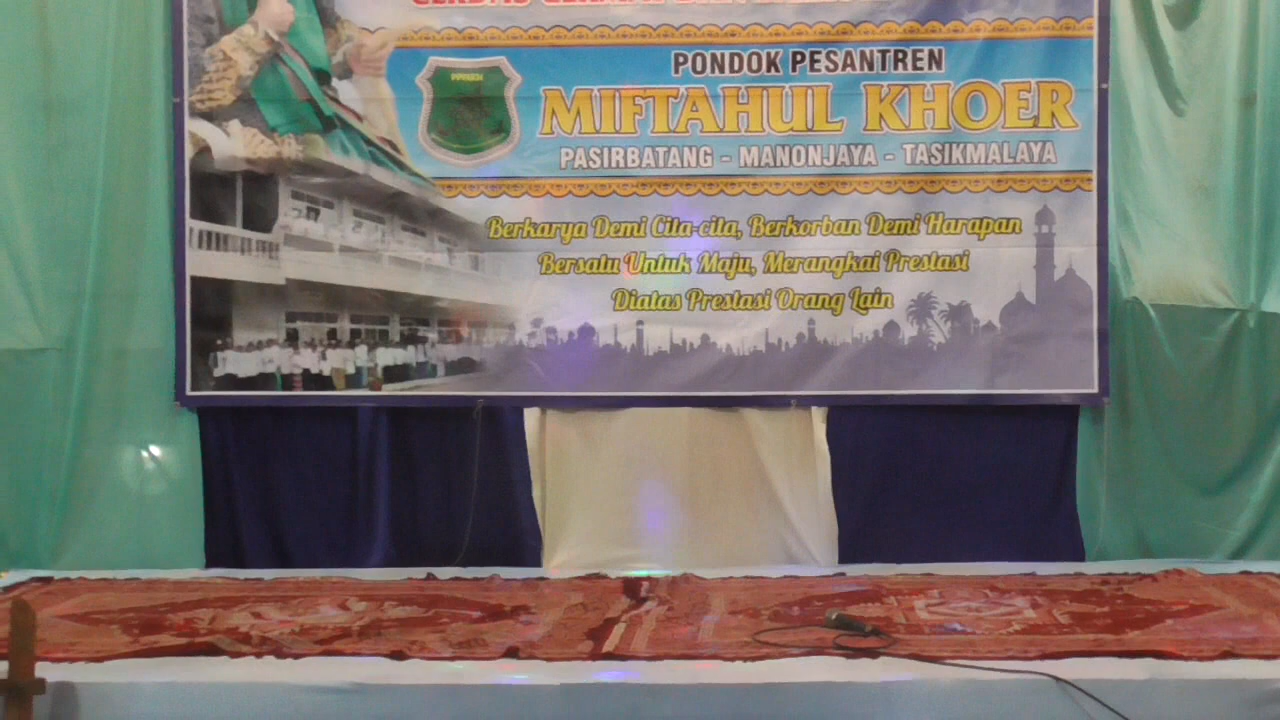 PONDOK PESANTREN
MIFTAHUL KHOER
PASIRBATANG - MANONJAYA - TASIKMALAYA
Berkarya Demi Cita-cita, Berkorban Demi Harapan
Bersatu Untuk Maju, Merangkai Prestasi
Diatas Prestasi Orang Lain